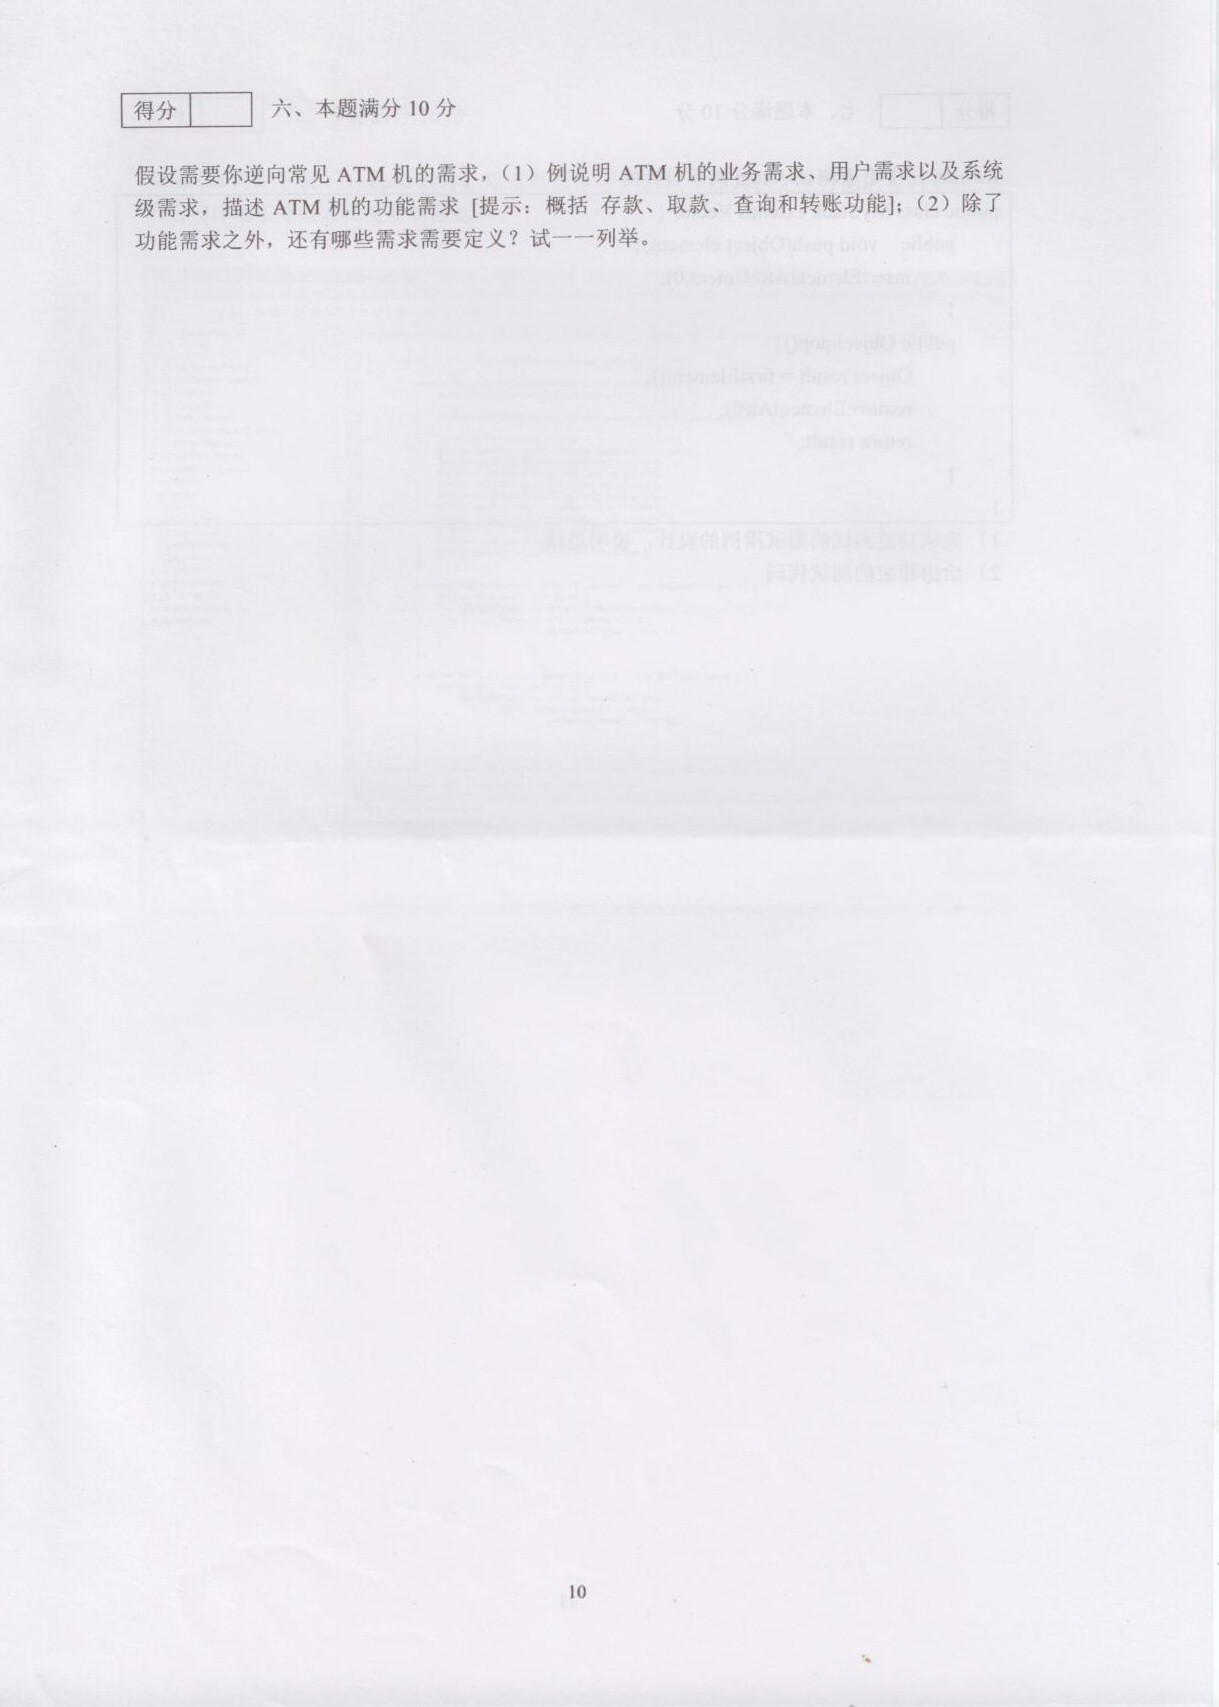 得分 六、本题满分 10 分
假设需要你逆向常见 ATM 机的需求，（1）例说明 ATM 机的业务需求、用户需求以及系统
级需求，描述 ATM 机的功能需求 [提示：概括 存款、取款、查询和转账功能]；（2）除了
功能需求之外，还有哪些需求需要定义？试一一列举。
10